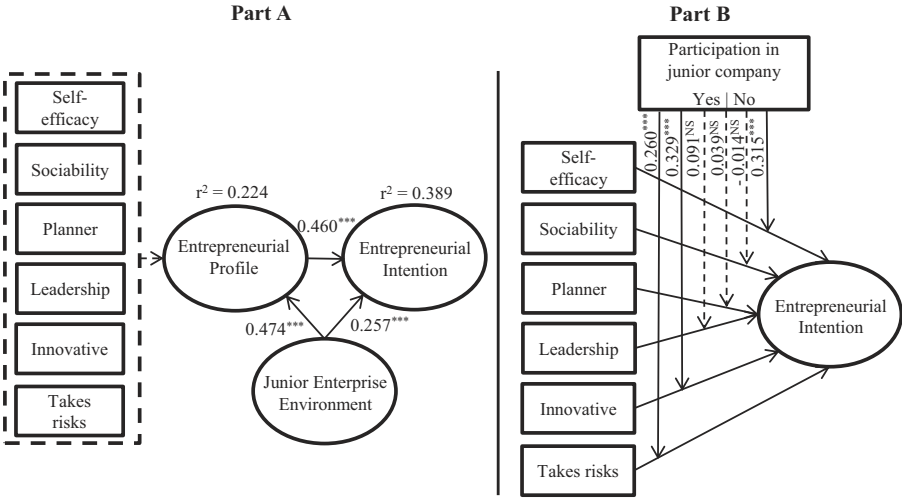 Part A
Self-
efficacy
Sociability
Planner
Leadership
Innovative
Takes
risks
r² = 0.224
Entrepreneurial
Profile
0.460***
r² = 0.389
Entrepreneurial
Intention
0.474***
0.257***
Junior Enterprise
Environment
Part B
Participation in
junior company
Yes | No
0.260***
0.329***
0.091NS
0.039NS
- 0.014NS
0.315***
Self-
efficacy
Sociability
Planner
Leadership
Innovative
Takes risks
Entrepreneurial
Intention